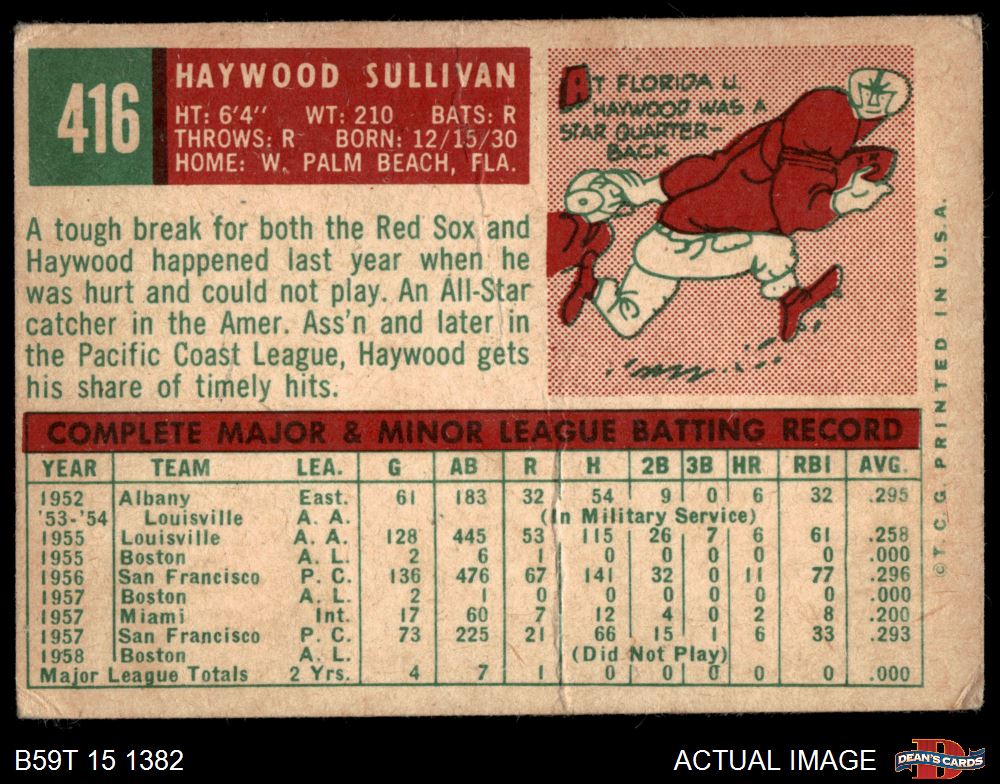 416
HAYWOOD SULLIVAN
HT: 6'4" WT: 210 BATS: R
THROWS: R BORN: 12/15/30
HOME: W. PALM BEACH, FLA.
AT FLORIDA U.
HAYWOOD WAS A
STAR QUARTER-
BACK
A tough break for both the Red Sox and
Haywood happened last year when he
was hurt and could not play. An All-Star
catcher in the Amer. Ass'n and later in
the Pacific Coast League, Haywood gets
his share of timely hits.
COMPLETE MAJOR & MINOR LEAGUE BATTING RECORD
YEAR TEAM LEA. G AB R H 2B 3B HR RBI AVG.
1952 Albany East. 61 183 32 54 9 0 6 32 .295
'53-'54 Louisville A. A. (In Military Service)
1955 Louisville A. A. 128 445 53 115 26 7 6 61 .258
1955 Boston A. L. 2 6 1 0 0 0 0 0 .000
1956 San Francisco P. C. 136 476 67 141 32 0 11 77 .296
1957 Boston A. L. 2 1 0 0 0 0 0 0 .000
1957 Miami Int. 17 60 7 12 4 0 2 8 .200
1957 San Francisco P. C. 73 225 21 66 15 1 6 33 .293
1958 Boston A. L. (Did Not Play)
Major League Totals 2 Yrs. 4 7 1 0 0 0 0 0 .000
© T. C. G. PRINTED IN U.S.A.
B59T 15 1382
ACTUAL IMAGE
D
DEAN'S CARDS